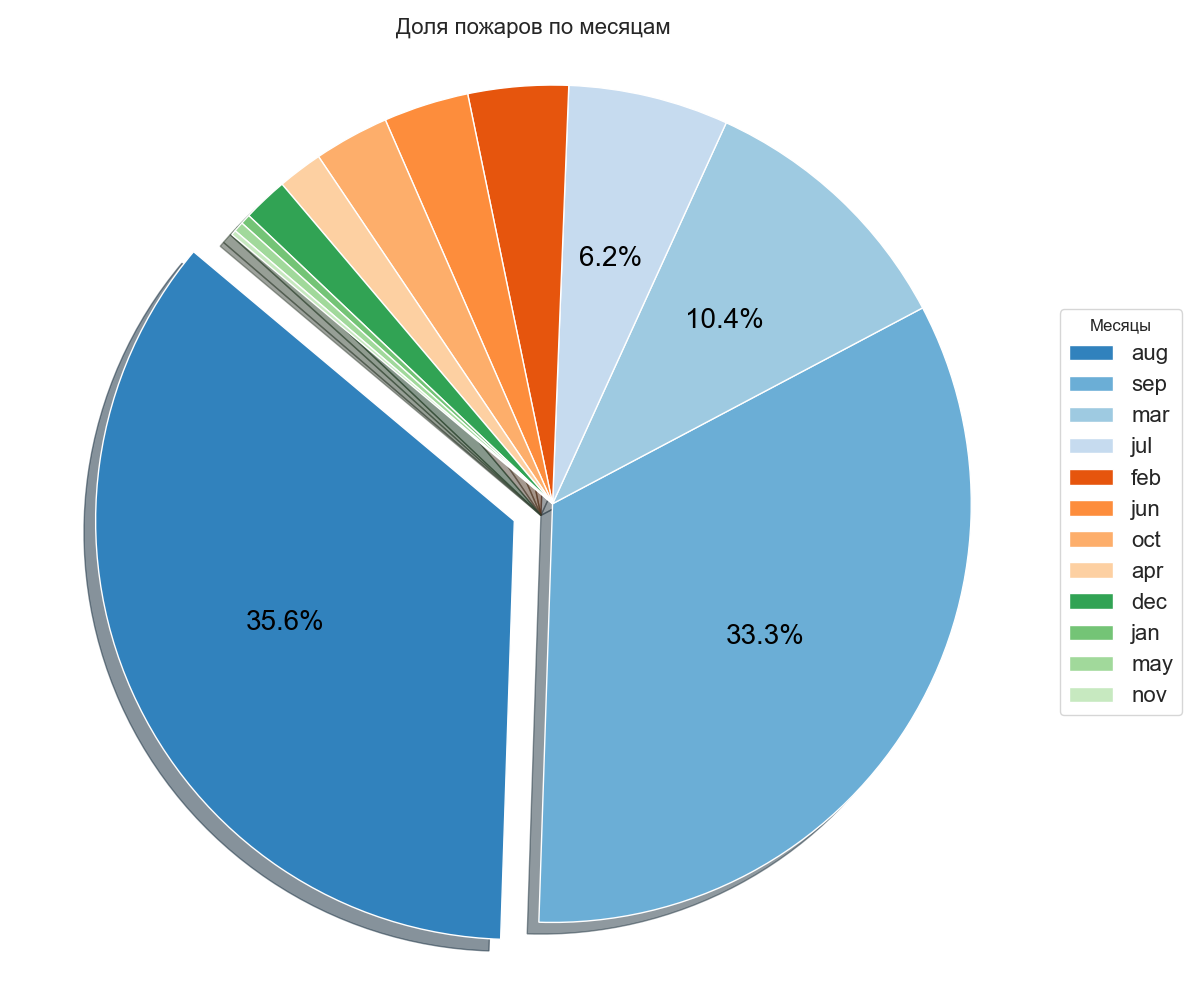 Доля пожаров по месяцам
6.2%
10.4%
35.6%
33.3%
Месяцы
aug
sep
mar
jul
feb
jun
oct
apr
dec
jan
may
nov